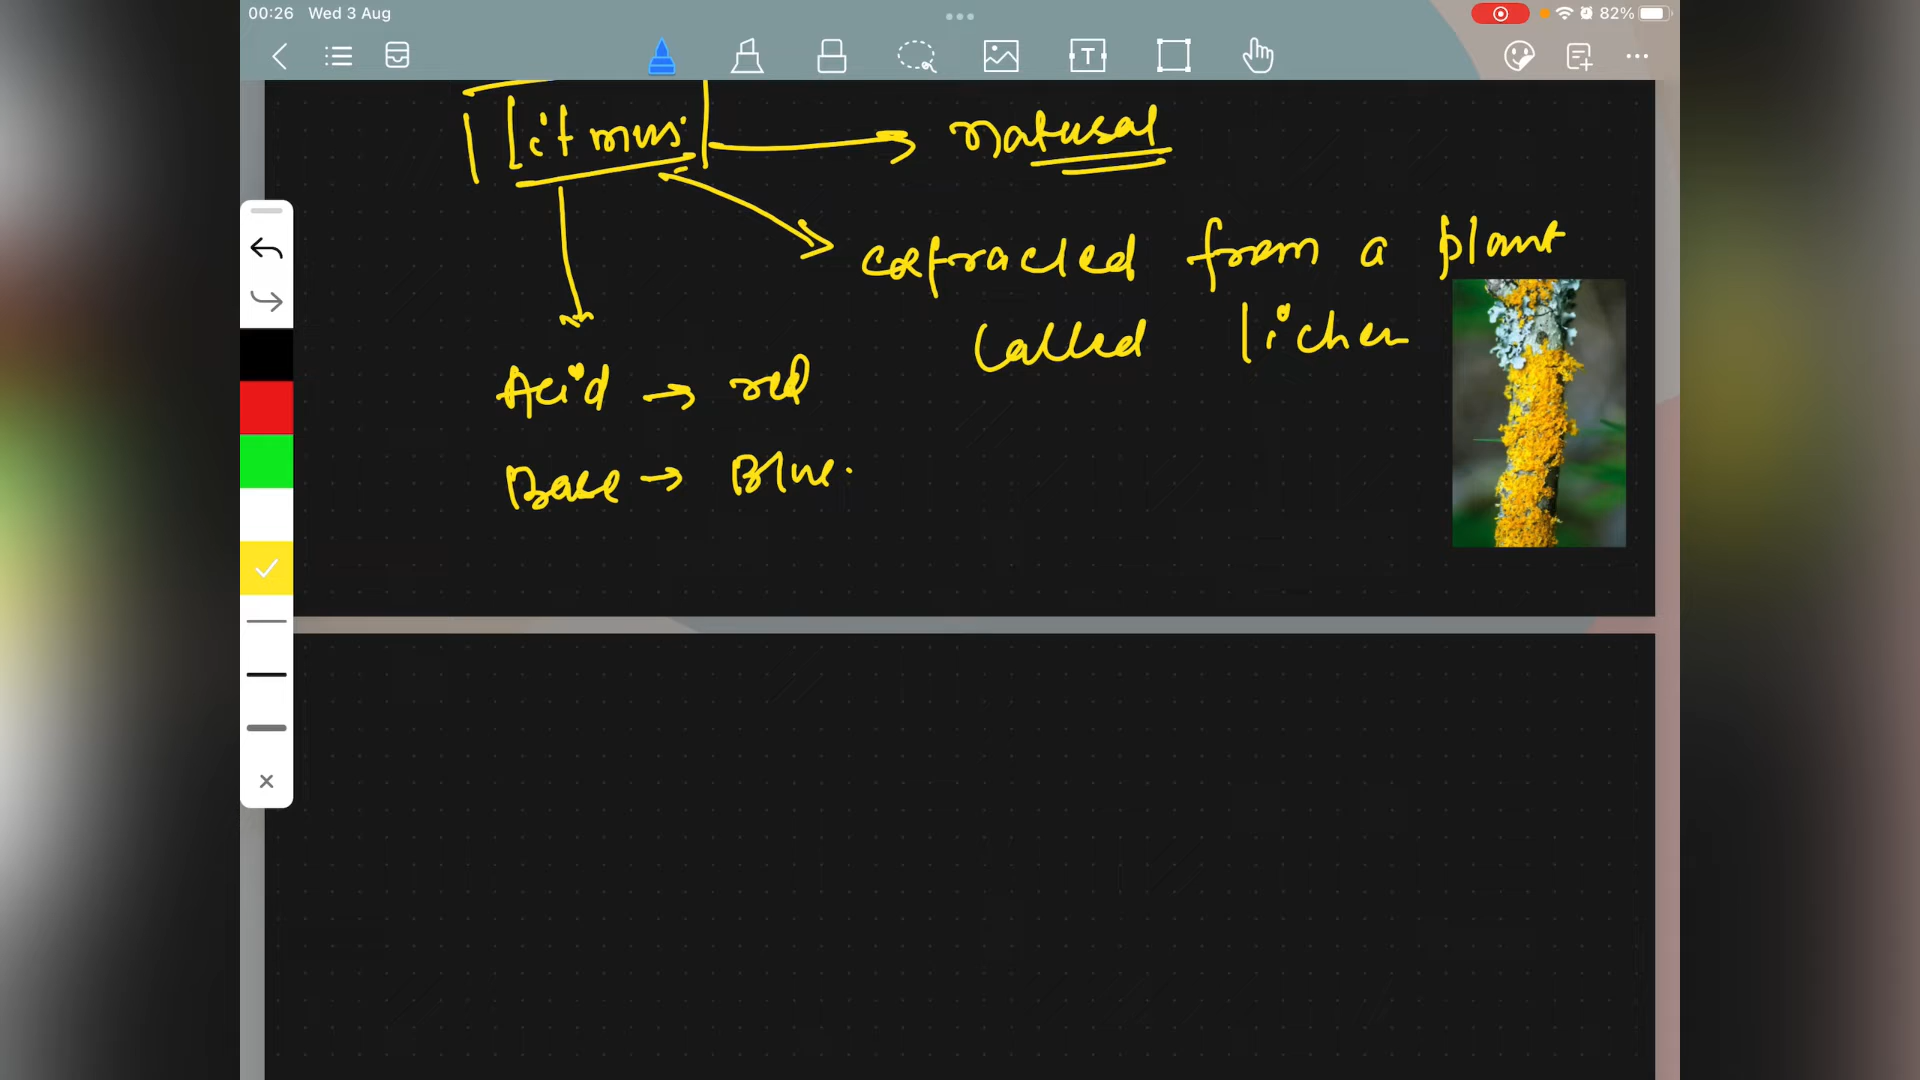 00:26 Wed 3 Aug 82%
T
Litmus → natural
extracted from a plant
called lichen
Acid → red
Base → Blue.